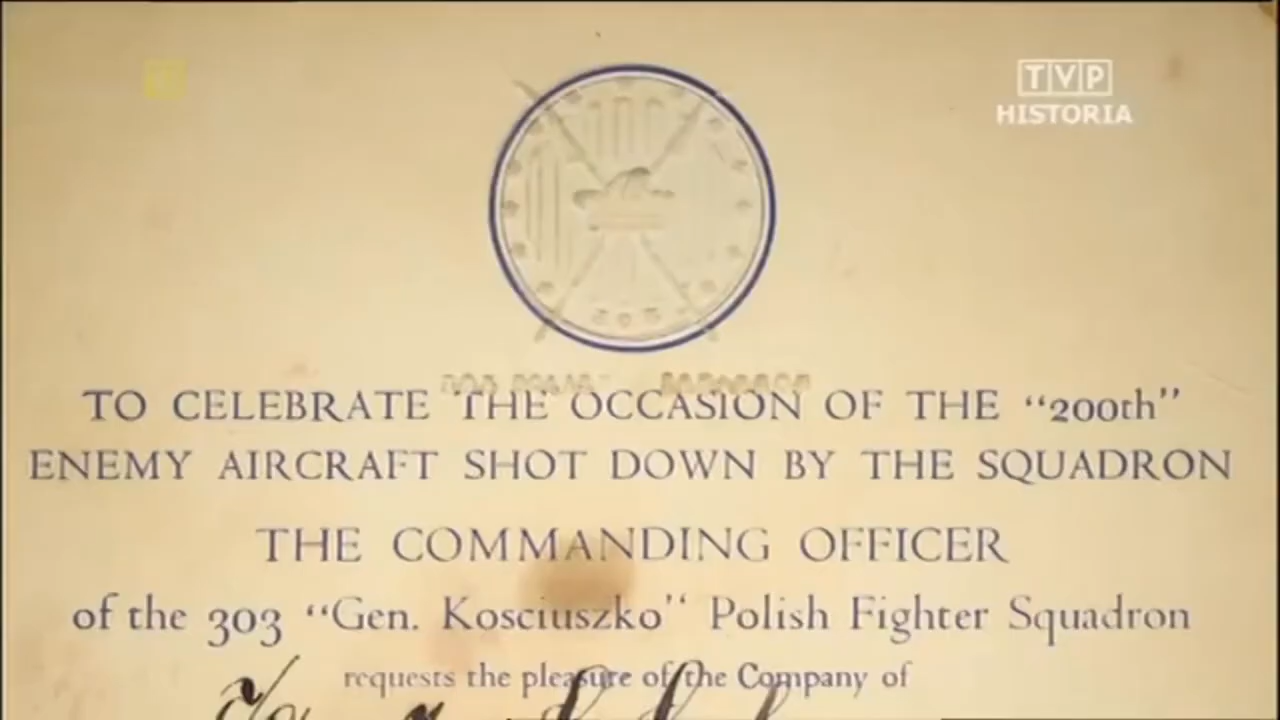 TVP
HISTORIA
303
TO CELEBRATE THE OCCASION OF THE “200th”
ENEMY AIRCRAFT SHOT DOWN BY THE SQUADRON
THE COMMANDING OFFICER
of the 303 “Gen. Kosciuszko” Polish Fighter Squadron
requests the pleasure of the Company of